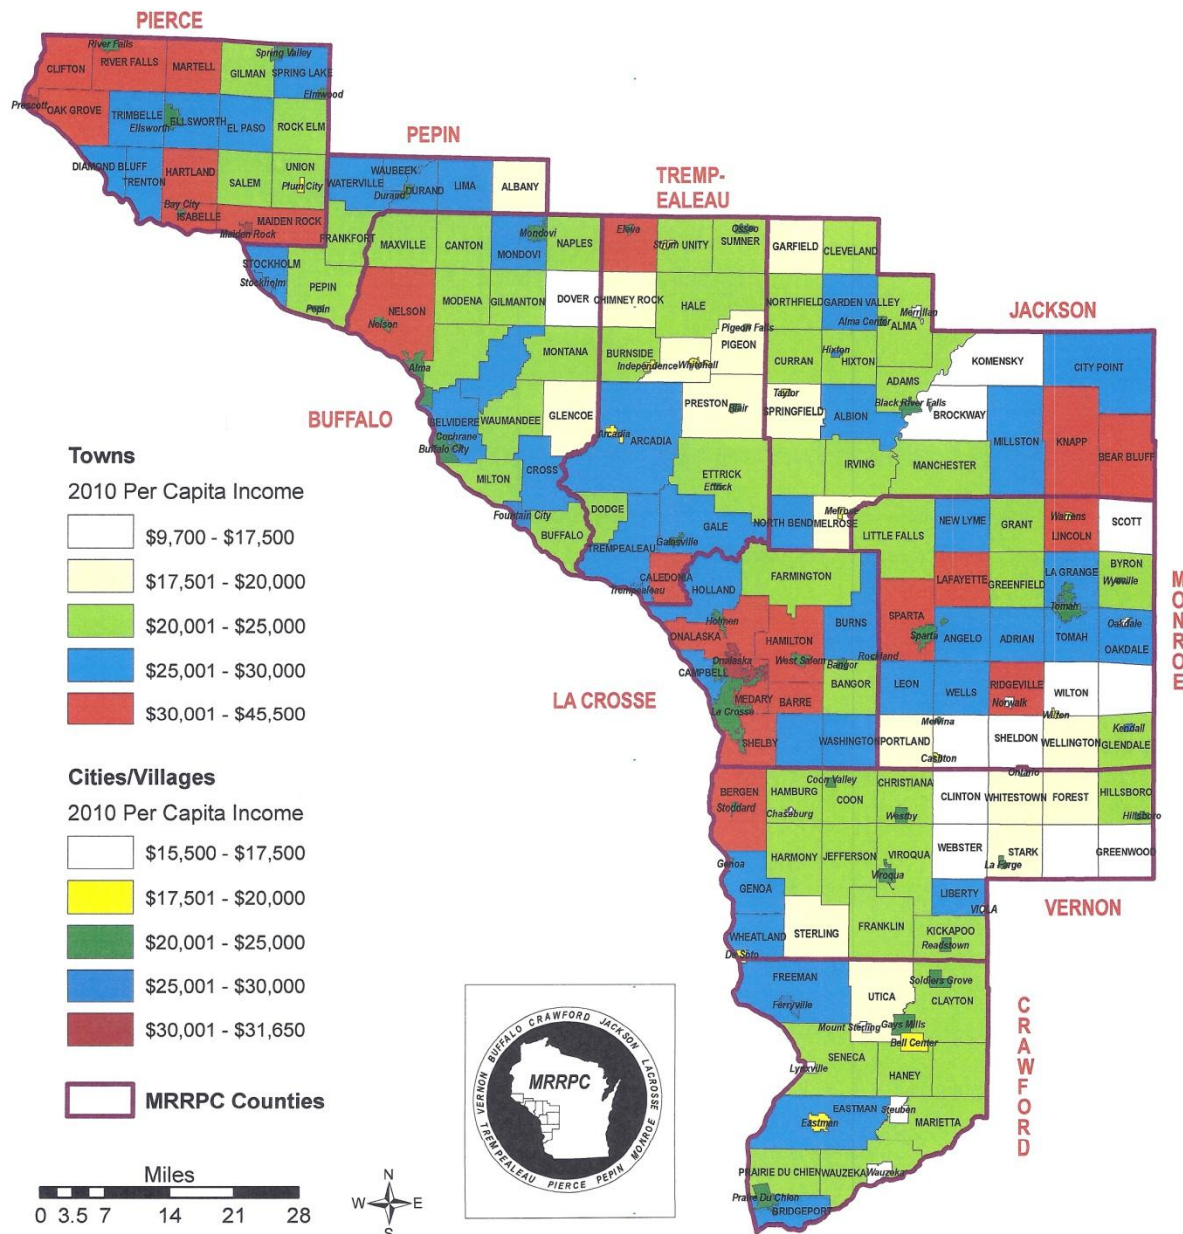 PIERCE
River Falls
CLIFTON
RIVER FALLS
MARTELL
GILMAN
Spring Valley
SPRING LAKE
Elmwood
Prescott
OAK GROVE
TRIMBELLE
Ellsworth
ELLSWORTH
EL PASO
ROCK ELM
DIAMOND BLUFF
TRENTON
HARTLAND
SALEM
UNION
Plum City
Bay City
ISABELLE
Maiden Rock
MAIDEN ROCK
PEPIN
WATERVILLE
WAUBEEK
Durand
DURAND
LIMA
ALBANY
FRANKFORT
STOCKHOLM
Stockholm
PEPIN
Pepin
BUFFALO
MAXVILLE
CANTON
Mondovi
MONDOVI
NAPLES
NELSON
Nelson
MODENA
GILMANTON
DOVER
Alma
MONTANA
BELVIDERE
Cochrane
Buffalo City
WAUMANDEE
GLENCOE
MILTON
CROSS
Fountain City
BUFFALO
TREMP-
EALEAU
Eleva
Strum
UNITY
Osseo
SUMNER
CHIMNEY ROCK
HALE
Pigeon Falls
PIGEON
BURNSIDE
Independence
Whitehall
PRESTON
Blair
Arcadia
ARCADIA
ETTRICK
Ettrick
DODGE
GALE
Galesville
TREMPEALEAU
Trempealeau
CALEDONIA
JACKSON
GARFIELD
CLEVELAND
NORTHFIELD
GARDEN VALLEY
Alma Center
Merrillan
ALMA
CURRAN
Hixton
HIXTON
KOMENSKY
CITY POINT
ADAMS
Black River Falls
BROCKWAY
Taylor
SPRINGFIELD
ALBION
MILLSTON
KNAPP
BEAR BLUFF
IRVING
MANCHESTER
NORTH BEND
Melrose
MELROSE
MONROE
LITTLE FALLS
NEW LYME
GRANT
Warrens
LINCOLN
SCOTT
LAFAYETTE
GREENFIELD
LA GRANGE
BYRON
Wyeville
SPARTA
Sparta
ANGELO
ADRIAN
Tomah
TOMAH
Oakdale
OAKDALE
LEON
WELLS
RIDGEVILLE
Norwalk
WILTON
Wilton
PORTLAND
Melvina
Cashton
SHELDON
WELLINGTON
Kendall
GLENDALE
Ontario
LA CROSSE
HOLLAND
FARMINGTON
Holmen
ONALASKA
Onalaska
HAMILTON
West Salem
BURNS
Rockland
Bangor
BANGOR
CAMPBELL
La Crosse
MEDARY
BARRE
SHELBY
WASHINGTON
VERNON
BERGEN
Stoddard
HAMBURG
Chaseburg
Coon Valley
COON
CHRISTIANA
Westby
CLINTON
WHITESTOWN
FOREST
HILLSBORO
Hillsboro
Genoa
GENOA
HARMONY
JEFFERSON
VIROQUA
Viroqua
WEBSTER
STARK
La Farge
GREENWOOD
LIBERTY
VIOLA
WHEATLAND
De Soto
STERLING
FRANKLIN
KICKAPOO
Readstown
CRAWFORD
FREEMAN
Ferryville
UTICA
Mount Sterling
Soldiers Grove
CLAYTON
Gays Mills
Bell Center
SENECA
Lynxville
HANEY
EASTMAN
Eastman
Steuben
MARIETTA
PRAIRIE DU CHIEN
WAUZEKA
Wauzeka
Praire Du Chien
BRIDGEPORT
Towns
2010 Per Capita Income
$9,700 - $17,500
$17,501 - $20,000
$20,001 - $25,000
$25,001 - $30,000
$30,001 - $45,500
Cities/Villages
2010 Per Capita Income
$15,500 - $17,500
$17,501 - $20,000
$20,001 - $25,000
$25,001 - $30,000
$30,001 - $31,650
MRRPC Counties
Miles
0 3.5 7 14 21 28
N
W E
S
VERNON BUFFALO CRAWFORD JACKSON LACROSSE
MRRPC
TREMPEALEAU PIERCE PEPIN MONROE